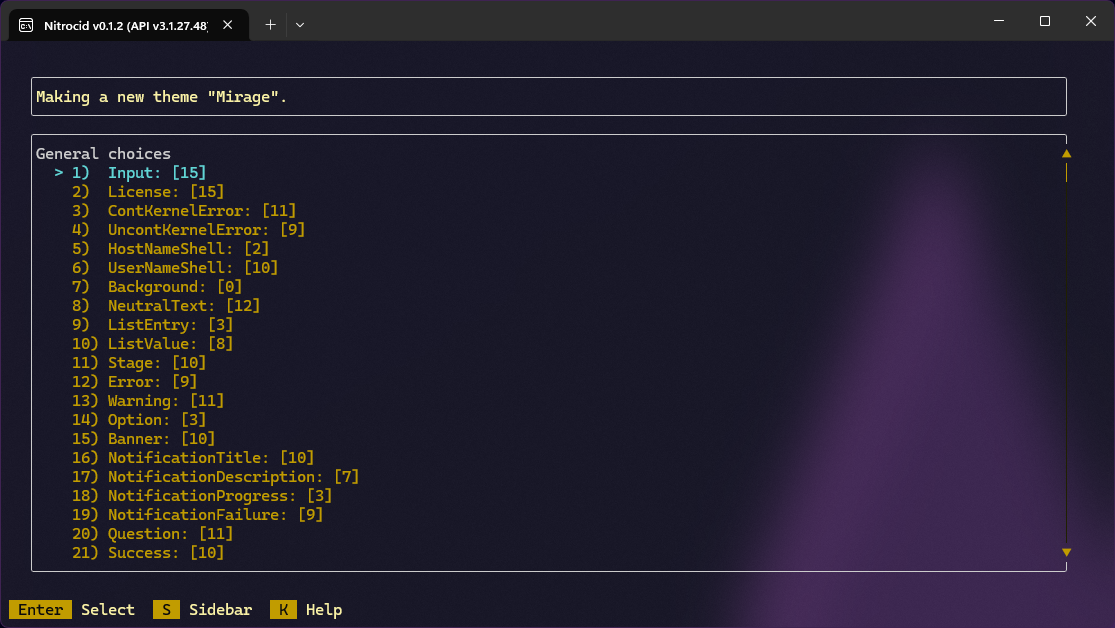 Nitrocid v0.1.2 (API v3.1.27.48)
Making a new theme "Mirage".
General choices
> 1) Input: [15]
2) License: [15]
3) ContKernelError: [11]
4) UncontKernelError: [9]
5) HostNameShell: [2]
6) UserNameShell: [10]
7) Background: [0]
8) NeutralText: [12]
9) ListEntry: [3]
10) ListValue: [8]
11) Stage: [10]
12) Error: [9]
13) Warning: [11]
14) Option: [3]
15) Banner: [10]
16) NotificationTitle: [10]
17) NotificationDescription: [7]
18) NotificationProgress: [3]
19) NotificationFailure: [9]
20) Question: [11]
21) Success: [10]
Enter Select S Sidebar K Help